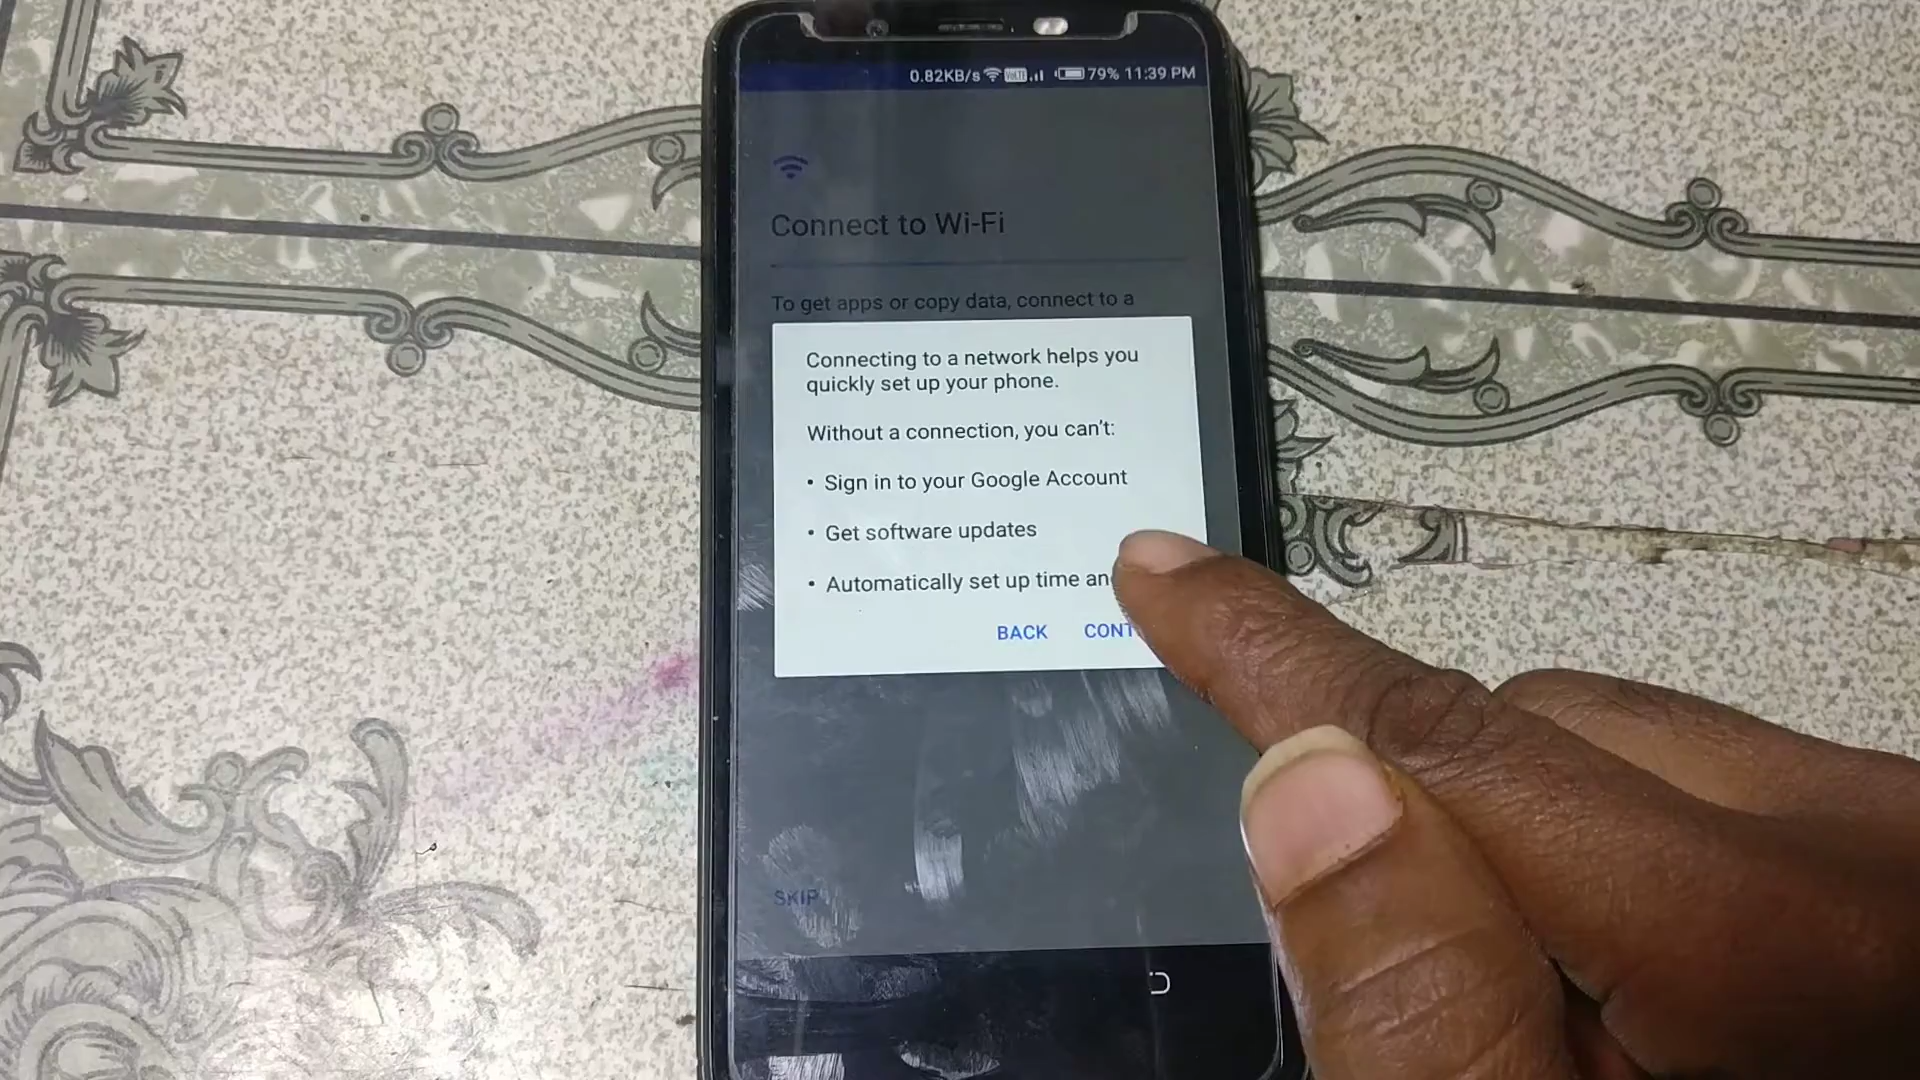 0.82KB/s VoLTE 79% 11:39 PM
Connect to Wi-Fi
To get apps or copy data, connect to a
Connecting to a network helps you
quickly set up your phone.
Without a connection, you can't:
• Sign in to your Google Account
• Get software updates
• Automatically set up time
BACK
SKIP